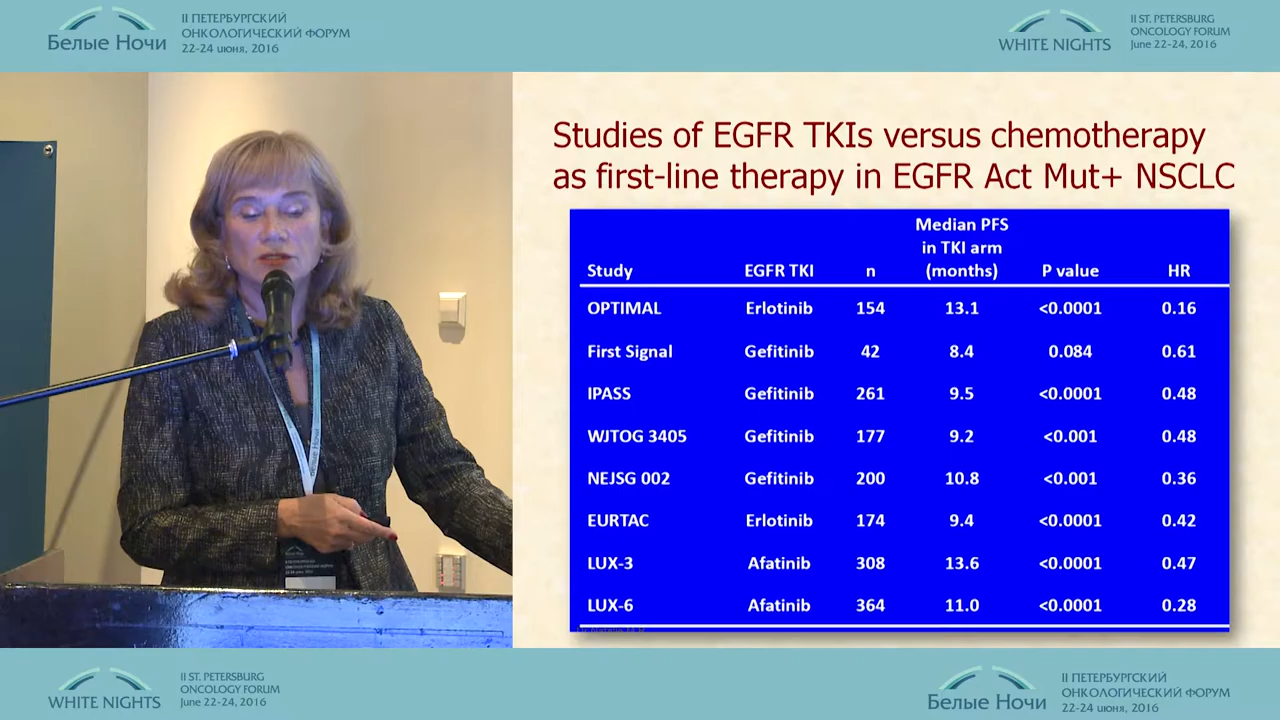 II ПЕТЕРБУРГСКИЙ
ОНКОЛОГИЧЕСКИЙ ФОРУМ
22-24 июня, 2016
Белые Ночи
II ST. PETERSBURG
ONCOLOGY FORUM
June 22-24, 2016
WHITE NIGHTS
Studies of EGFR TKIs versus chemotherapy
as first-line therapy in EGFR Act Mut+ NSCLC
Median PFS
in TKI arm
Study EGFR TKI n (months) P value HR
OPTIMAL Erlotinib 154 13.1 <0.0001 0.16
First Signal Gefitinib 42 8.4 0.084 0.61
IPASS Gefitinib 261 9.5 <0.0001 0.48
WJTOG 3405 Gefitinib 177 9.2 <0.001 0.48
NEJSG 002 Gefitinib 200 10.8 <0.001 0.36
EURTAC Erlotinib 174 9.4 <0.0001 0.42
LUX-3 Afatinib 308 13.6 <0.0001 0.47
LUX-6 Afatinib 364 11.0 <0.0001 0.28
Белые Ночи
II ST. PETERSBURG
ONCOLOGY FORUM
June 22-24, 2016
WHITE NIGHTS
II ПЕТЕРБУРГСКИЙ
ОНКОЛОГИЧЕСКИЙ ФОРУМ
22-24 июня, 2016
Белые Ночи